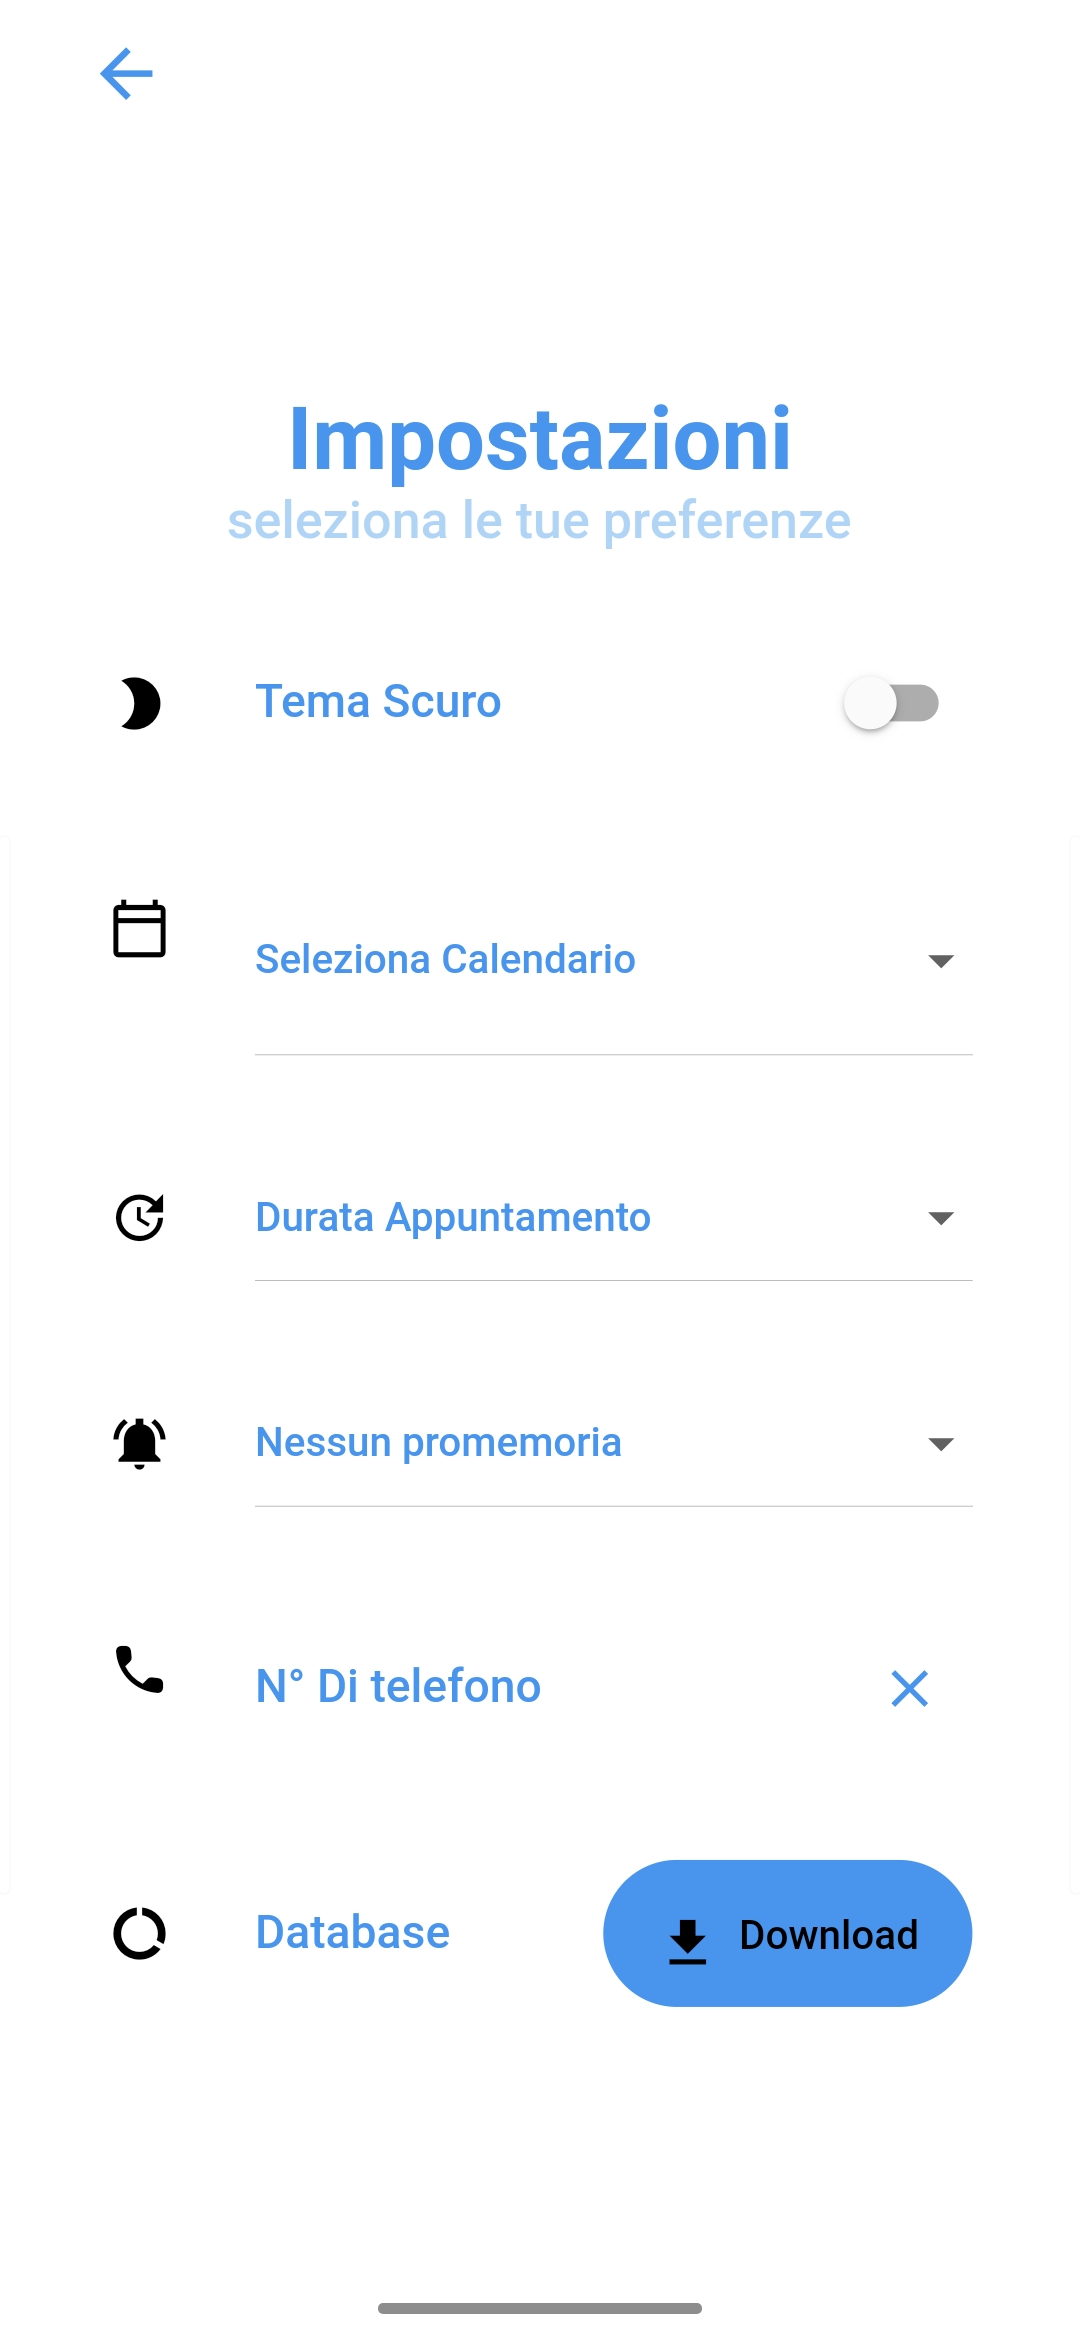 Impostazioni
seleziona le tue preferenze
Tema Scuro
Seleziona Calendario
Durata Appuntamento
Nessun promemoria
N° Di telefono
Database
Download